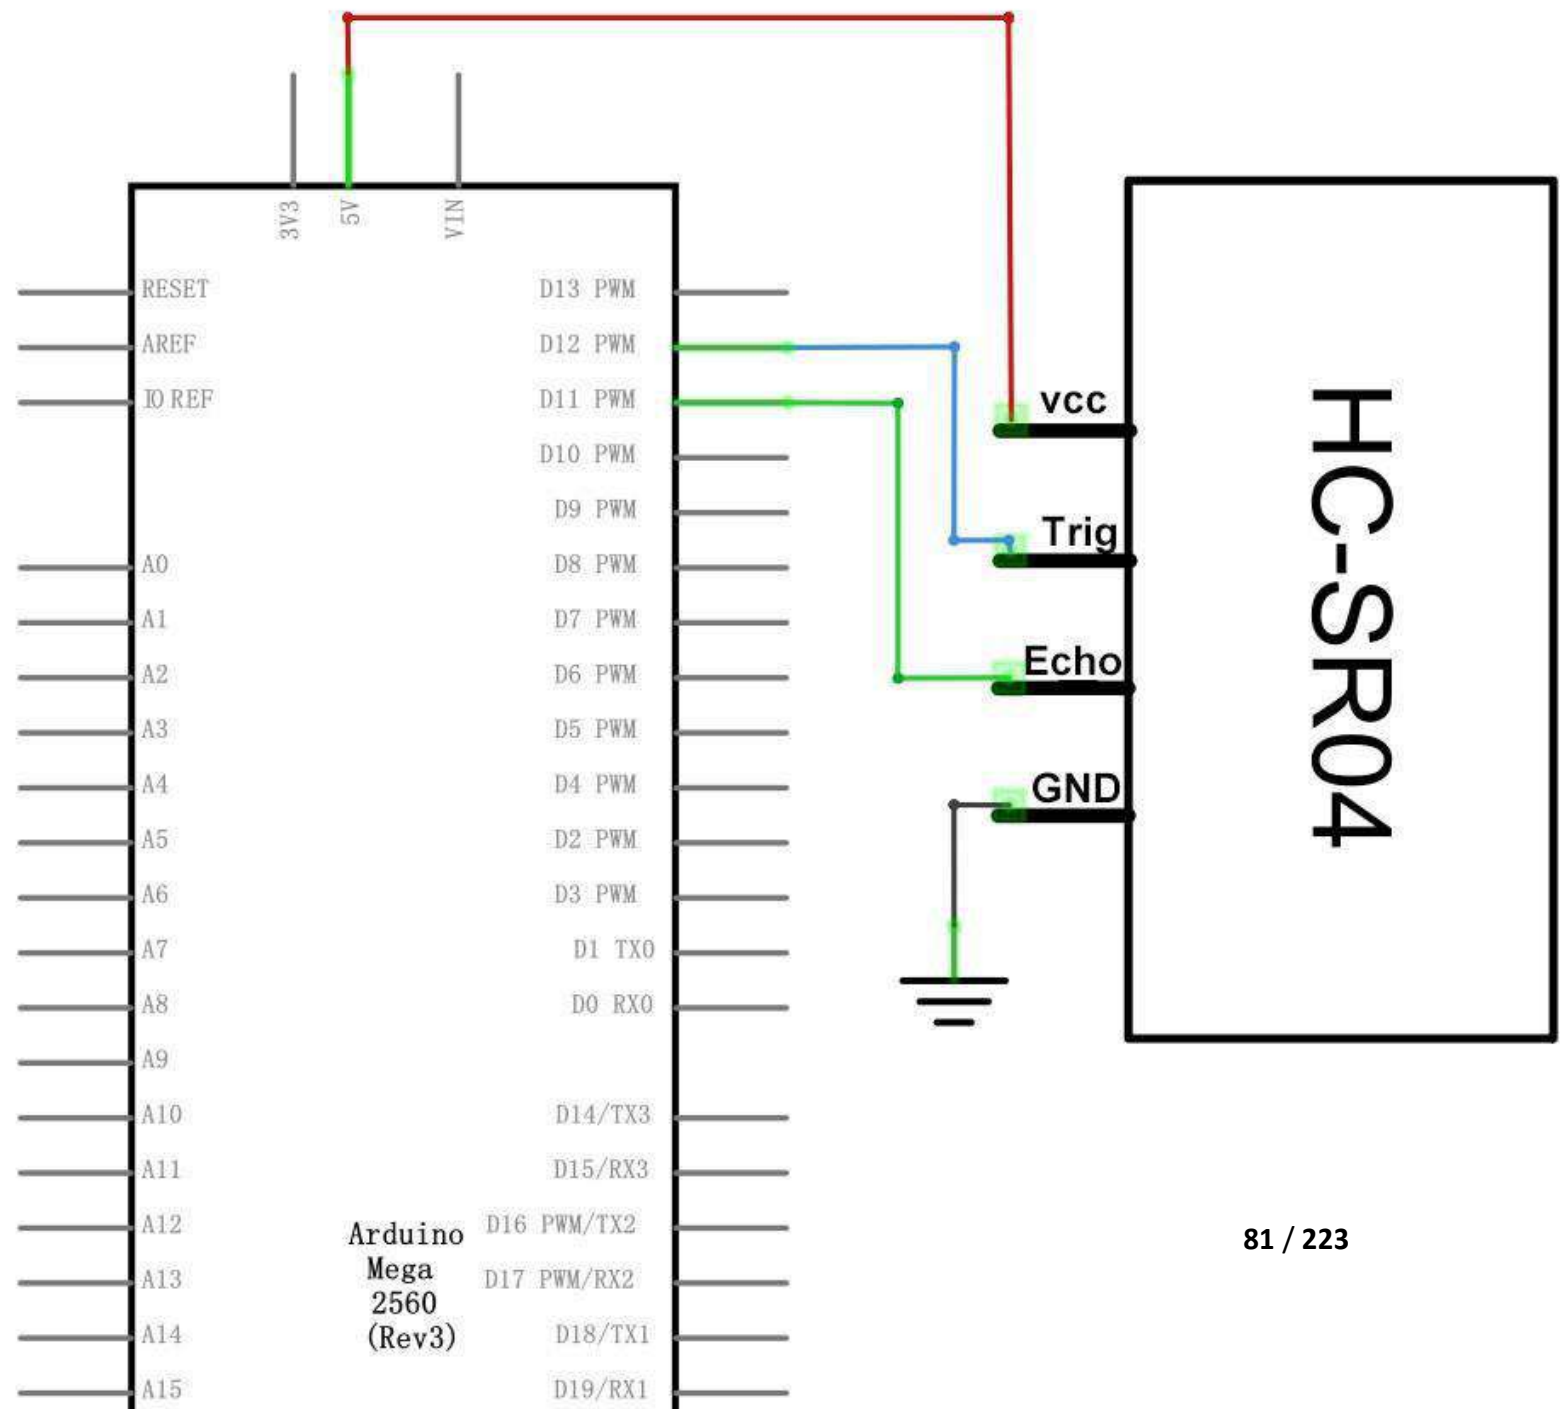 3V3
5V
VIN
RESET
AREF
IO REF
A0
A1
A2
A3
A4
A5
A6
A7
A8
A9
A10
A11
A12
A13
A14
A15
D13 PWM
D12 PWM
D11 PWM
D10 PWM
D9 PWM
D8 PWM
D7 PWM
D6 PWM
D5 PWM
D4 PWM
D2 PWM
D3 PWM
D1 TX0
D0 RX0
D14/TX3
D15/RX3
D16 PWM/TX2
D17 PWM/RX2
D18/TX1
D19/RX1
Arduino
Mega
2560
(Rev3)
vcc
Trig
Echo
GND
HC-SR04
81 / 223